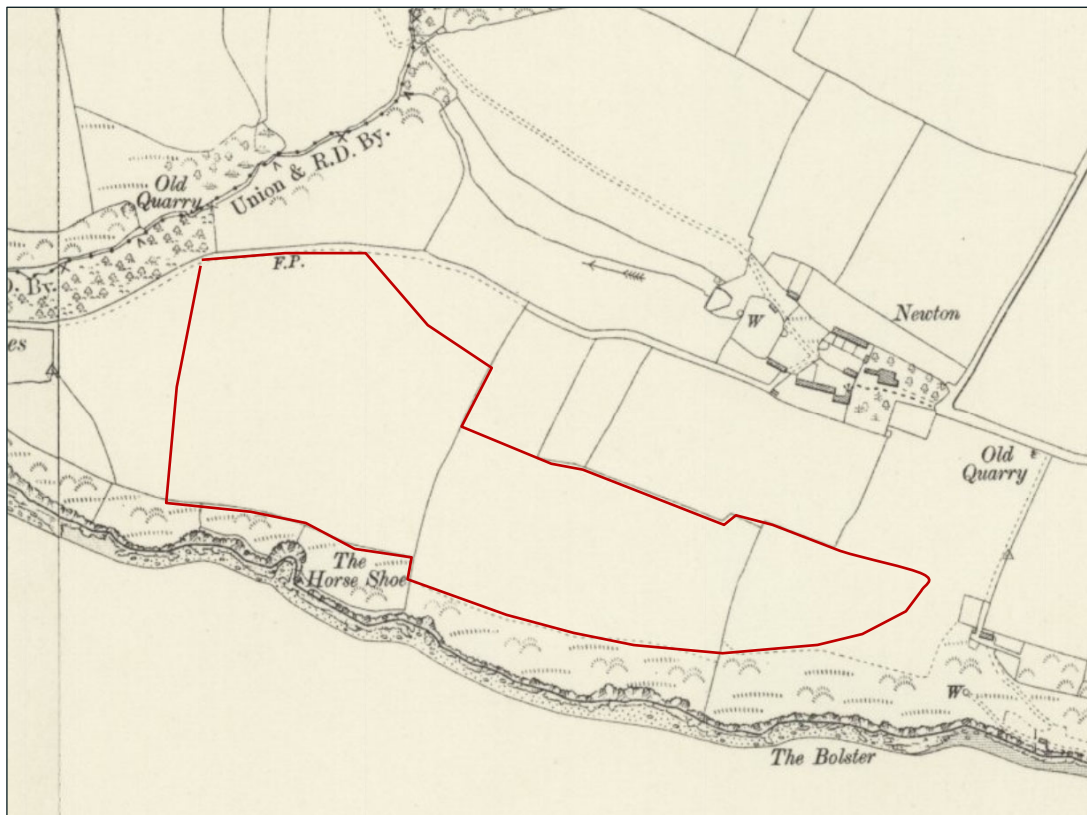 Union & R.D. By.
Old
Quarry
D. By.
F.P.
Newton
W
es
Old
Quarry
The
Horse Shoe
W
The Bolster